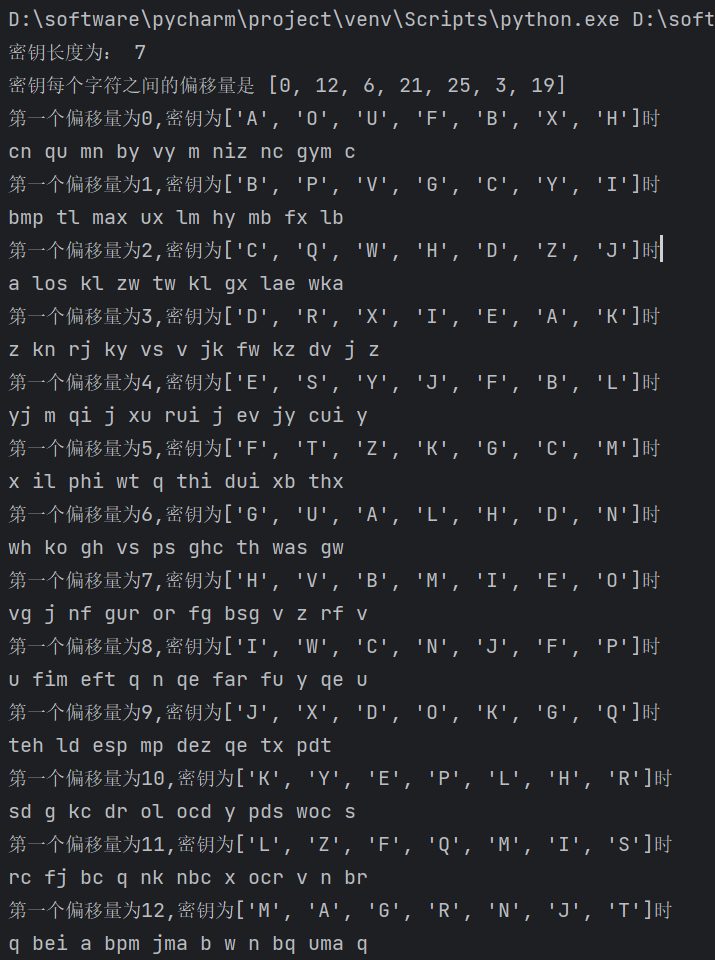 D:\software\pycharm\project\venv\Scripts\python.exe D:\soft
密钥长度为： 7
密钥每个字符之间的偏移量是 [0, 12, 6, 21, 25, 3, 19]
第一个偏移量为0,密钥为['A', 'O', 'U', 'F', 'B', 'X', 'H']时
cn qu mn by vy m niz nc gym c
第一个偏移量为1,密钥为['B', 'P', 'V', 'G', 'C', 'Y', 'I']时
bmp tl max ux lm hy mb fx lb
第一个偏移量为2,密钥为['C', 'Q', 'W', 'H', 'D', 'Z', 'J']时
a los kl zw tw kl gx lae wka
第一个偏移量为3,密钥为['D', 'R', 'X', 'I', 'E', 'A', 'K']时
z kn rj ky vs v jk fw kz dv j z
第一个偏移量为4,密钥为['E', 'S', 'Y', 'J', 'F', 'B', 'L']时
yj m qi j xu rui j ev jy cui y
第一个偏移量为5,密钥为['F', 'T', 'Z', 'K', 'G', 'C', 'M']时
x il phi wt q thi dui xb thx
第一个偏移量为6,密钥为['G', 'U', 'A', 'L', 'H', 'D', 'N']时
wh ko gh vs ps ghc th was gw
第一个偏移量为7,密钥为['H', 'V', 'B', 'M', 'I', 'E', 'O']时
vg j nf gur or fg bsg v z rf v
第一个偏移量为8,密钥为['I', 'W', 'C', 'N', 'J', 'F', 'P']时
u fim eft q n qe far fu y qe u
第一个偏移量为9,密钥为['J', 'X', 'D', 'O', 'K', 'G', 'Q']时
teh ld esp mp dez qe tx pdt
第一个偏移量为10,密钥为['K', 'Y', 'E', 'P', 'L', 'H', 'R']时
sd g kc dr ol ocd y pds woc s
第一个偏移量为11,密钥为['L', 'Z', 'F', 'Q', 'M', 'I', 'S']时
rc fj bc q nk nbc x ocr v n br
第一个偏移量为12,密钥为['M', 'A', 'G', 'R', 'N', 'J', 'T']时
q bei a bpm jma b w n bq uma q